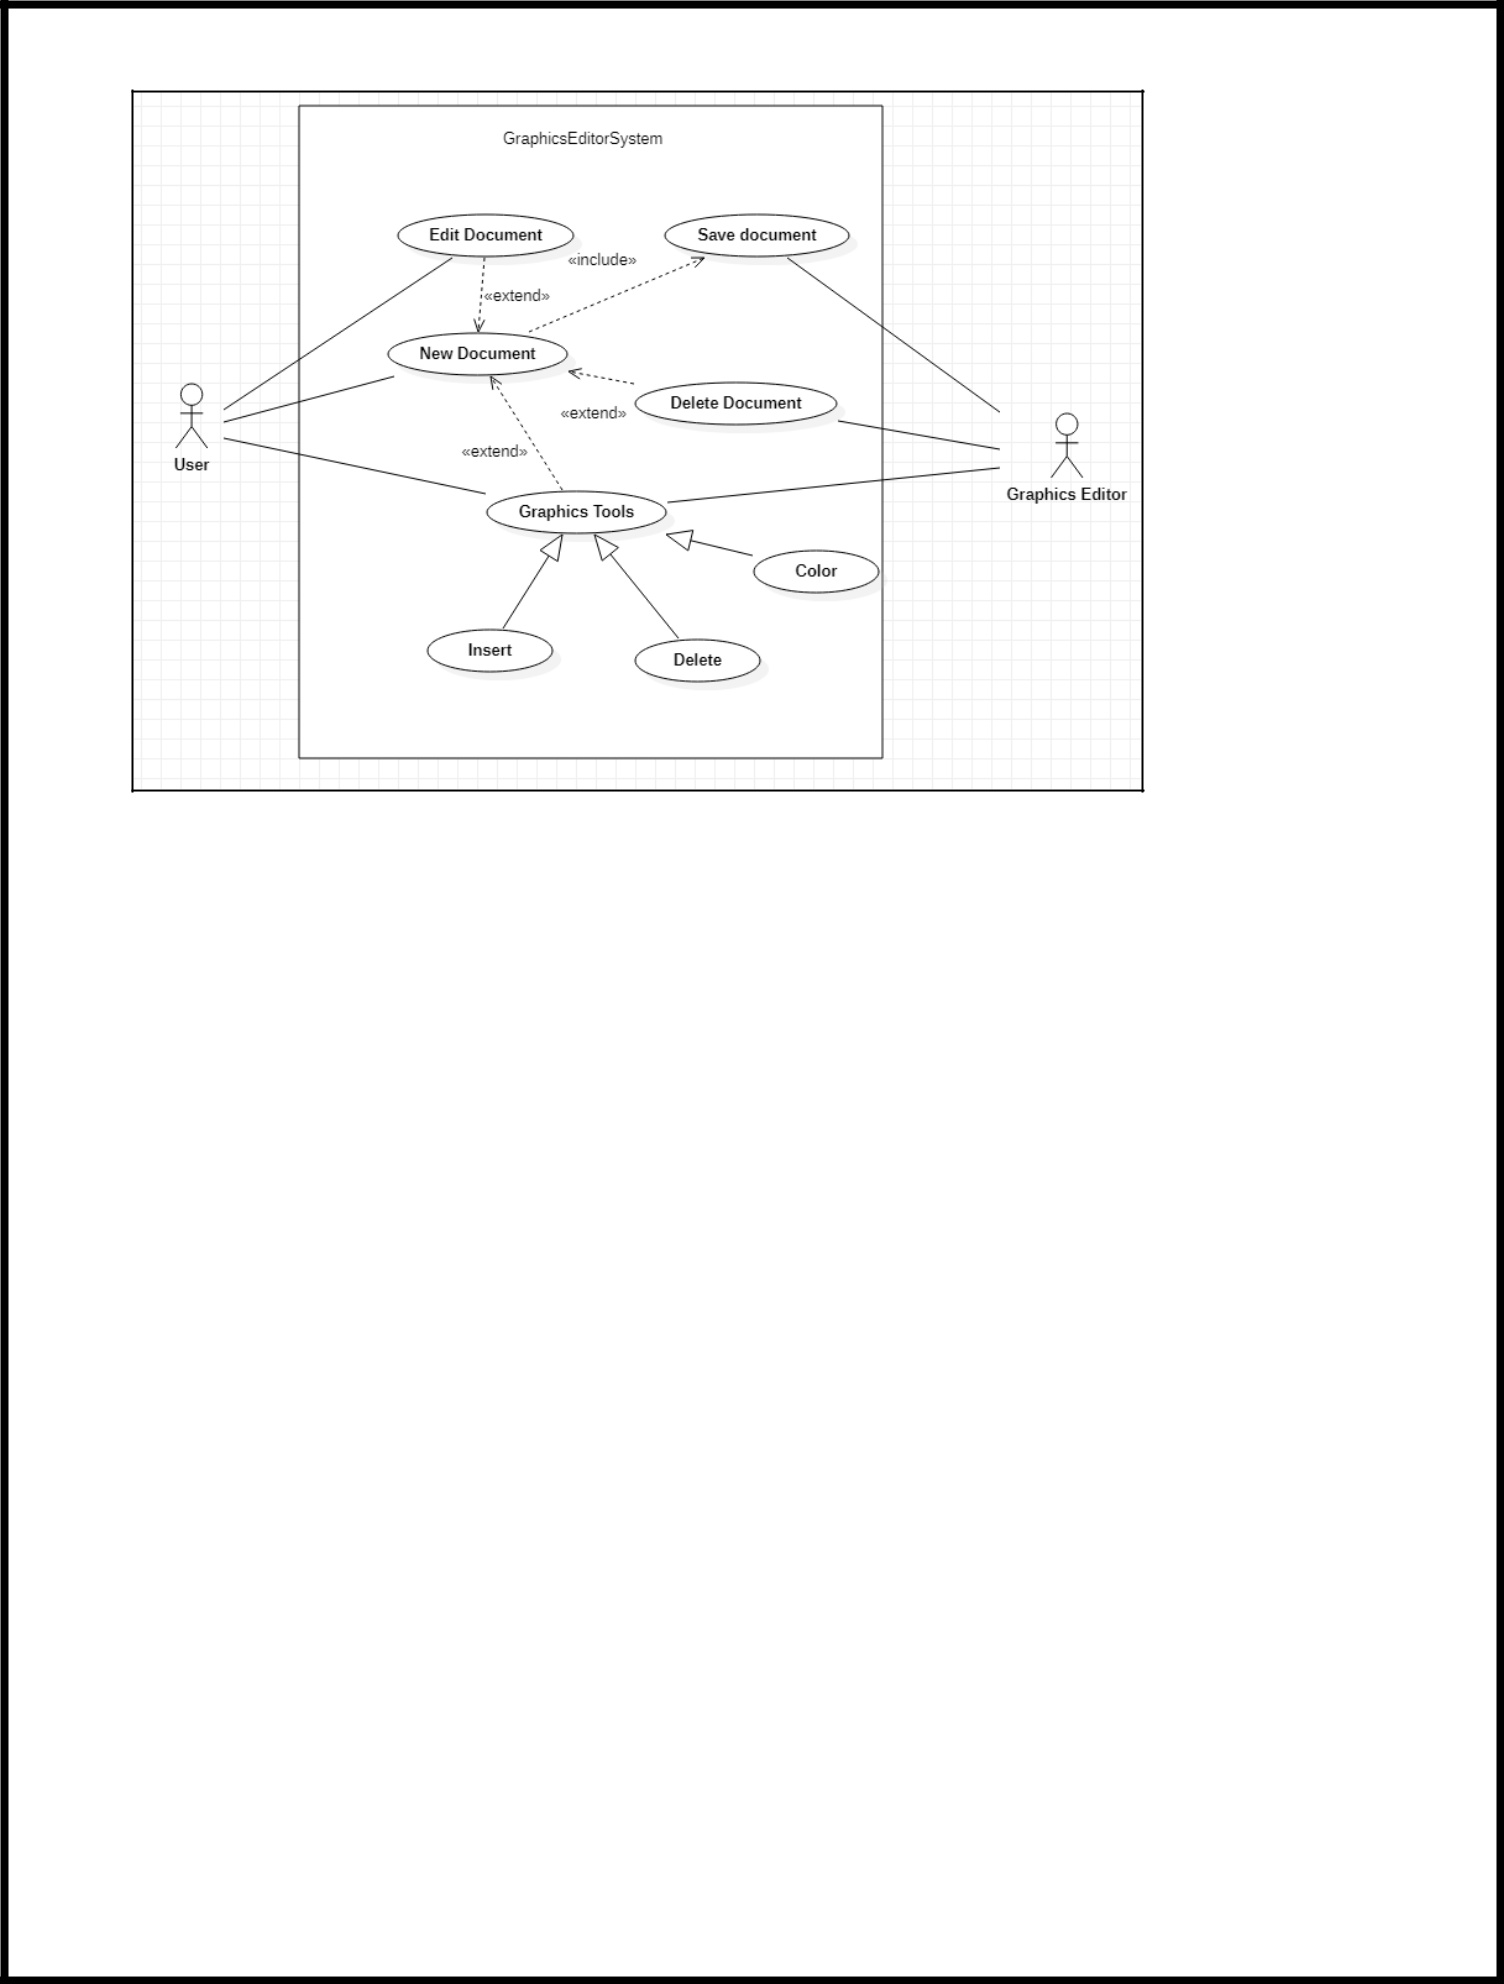 GraphicsEditorSystem
Edit Document
Save document
«include»
«extend»
New Document
Delete Document
«extend»
«extend»
User
Graphics Editor
Graphics Tools
Color
Insert
Delete